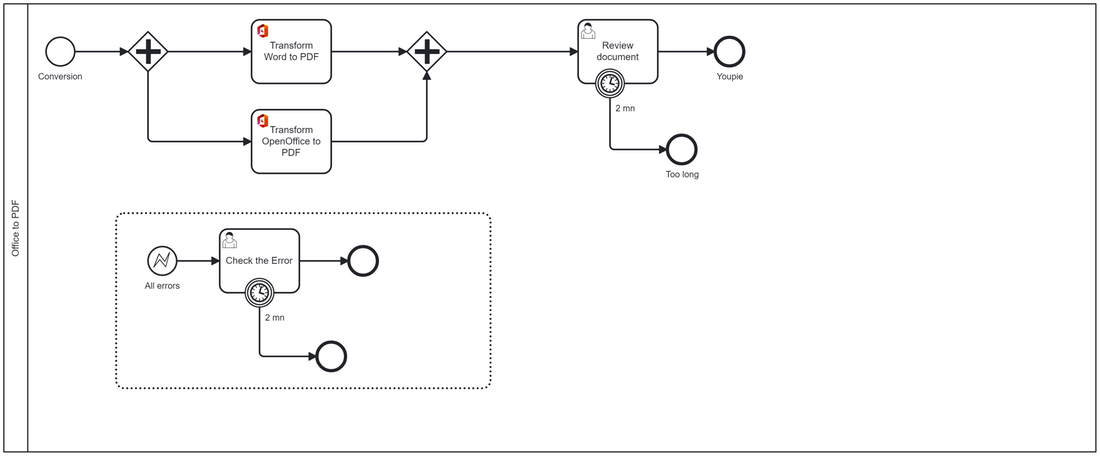 Office to PDF
Conversion
Transform
Word to PDF
Transform
OpenOffice to
PDF
Review
document
2 mn
Youpie
Too long
All errors
Check the Error
2 mn